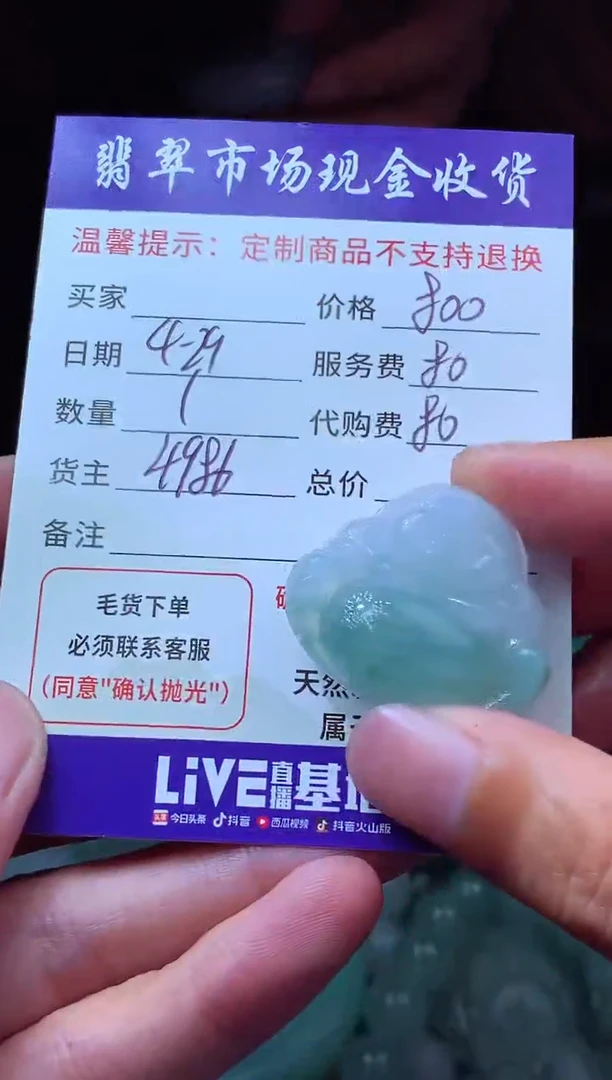 翡翠市场现金收货
温馨提示：定制商品不支持退换
买家 价格 800
日期 4-29 服务费 80
数量 1 代购费 80
货主 4986 总价
备注
毛货下单
必须联系客服
（同意"确认抛光"）
天然
属
LiVE直播基地
头条 今日头条 抖音 西瓜视频 抖音火山版